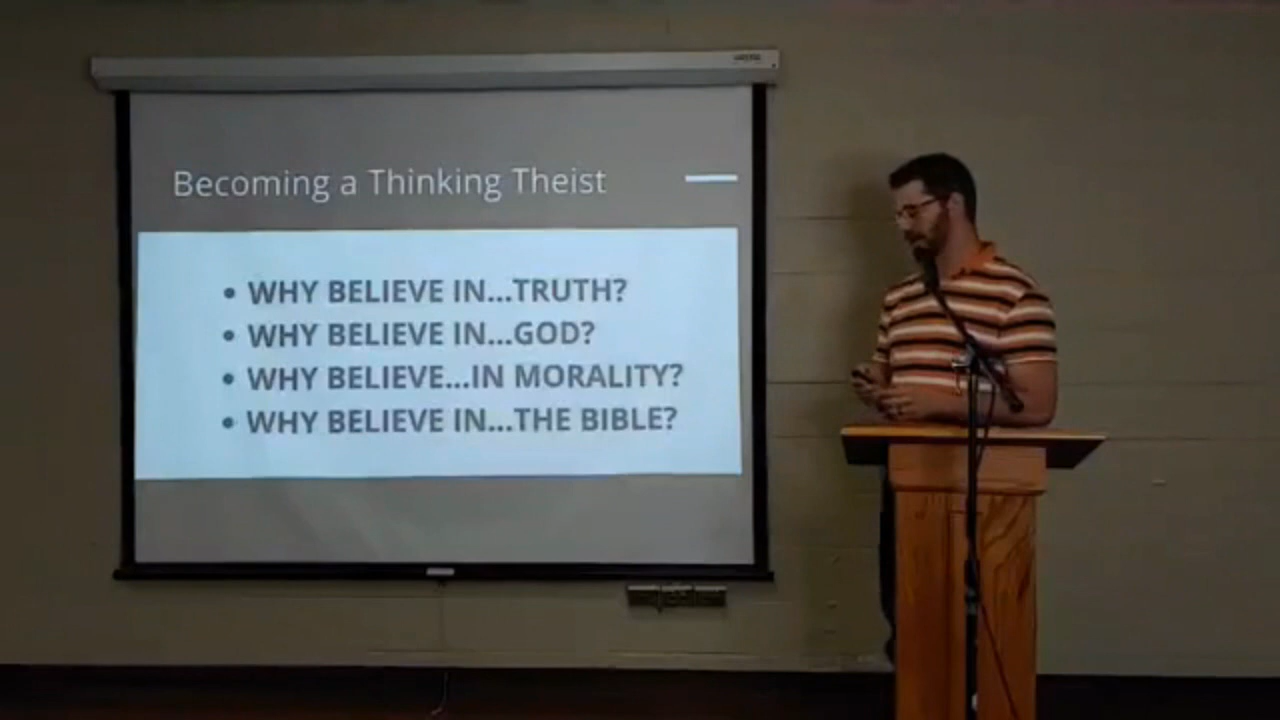 Becoming a Thinking Theist
• WHY BELIEVE IN...TRUTH?
• WHY BELIEVE IN...GOD?
• WHY BELIEVE...IN MORALITY?
• WHY BELIEVE IN...THE BIBLE?